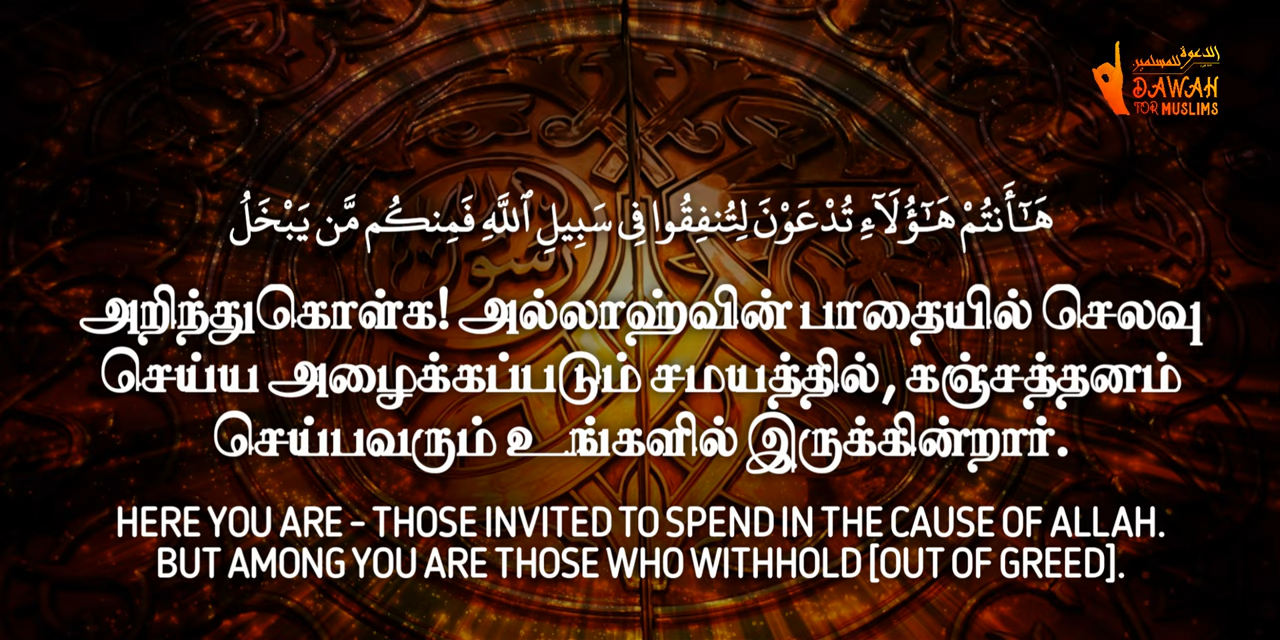 الدعوة للمسلمين
DAWAH
FOR MUSLIMS
هَـٰٓأَنتُمْ هَـٰٓؤُلَآءِ تُدْعَوْنَ لِتُنفِقُوا فِى سَبِيلِ ٱللَّهِ فَمِنكُم مَّن يَبْخَلُ
அறிந்துகொள்க! அல்லாஹ்வின் பாதையில் செலவு
செய்ய அழைக்கப்படும் சமயத்தில், கஞ்சத்தனம்
செய்பவரும் உங்களில் இருக்கின்றார்.
HERE YOU ARE - THOSE INVITED TO SPEND IN THE CAUSE OF ALLAH.
BUT AMONG YOU ARE THOSE WHO WITHHOLD [OUT OF GREED].